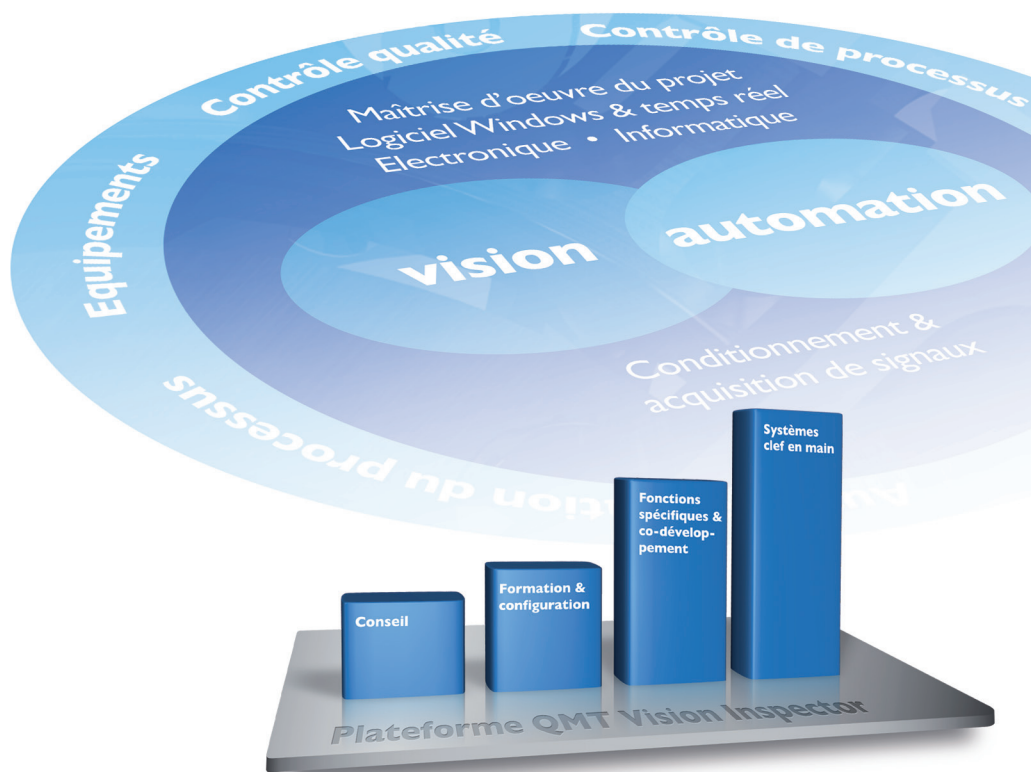 Contrôle qualité
Contrôle de processus
Equipements
Maîtrise d'oeuvre du projet
Logiciel Windows & temps réel
Electronique • Informatique
vision
automation
Conditionnement &
acquisition de signaux
du processus
Systèmes
clef en main
Fonctions
spécifiques &
co-dévelop-
pement
Formation &
configuration
Conseil
Plateforme QMT Vision Inspector